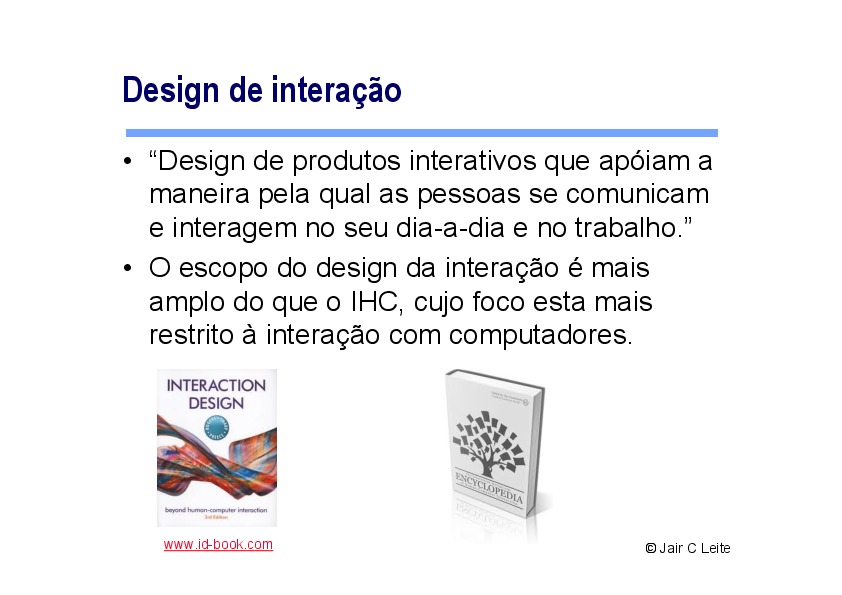 Design de interação
• “Design de produtos interativos que apóiam a
maneira pela qual as pessoas se comunicam
e interagem no seu dia-a-dia e no trabalho.”
• O escopo do design da interação é mais
amplo do que o IHC, cujo foco esta mais
restrito à interação com computadores.
INTERACTION
DESIGN
beyond human-computer interaction
ENCYCLOPEDIA
www.id-book.com
© Jair C Leite